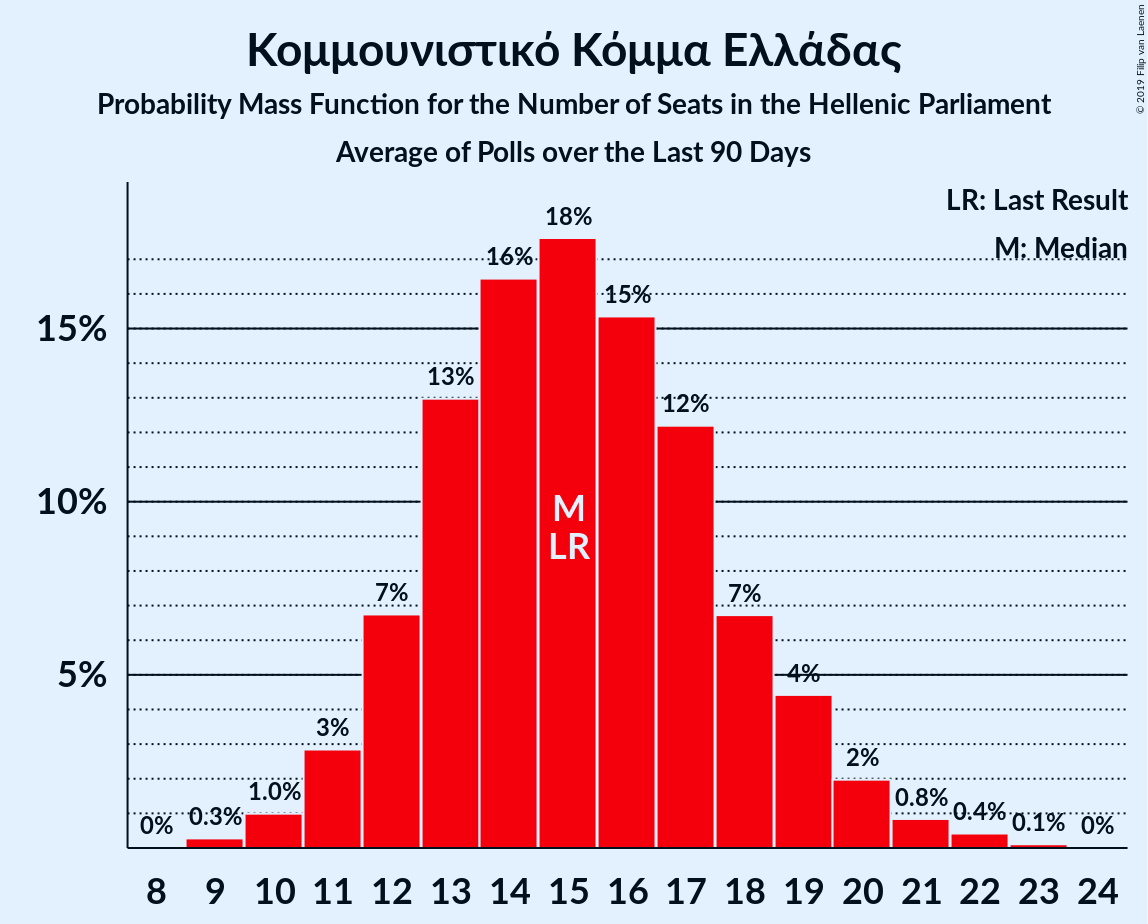 Κομμουνιστικό Κόμμα Ελλάδας
Probability Mass Function for the Number of Seats in the Hellenic Parliament
Average of Polls over the Last 90 Days
© 2019 Filip van Laenen
LR: Last Result
M: Median
18%
16%
15%
15%
13%
12%
10%
M
LR
7%
7%
5%
4%
3%
2%
1.0%
0.8%
0%
0.3%
0.4%
0.1%
0%
8 9 10 11 12 13 14 15 16 17 18 19 20 21 22 23 24